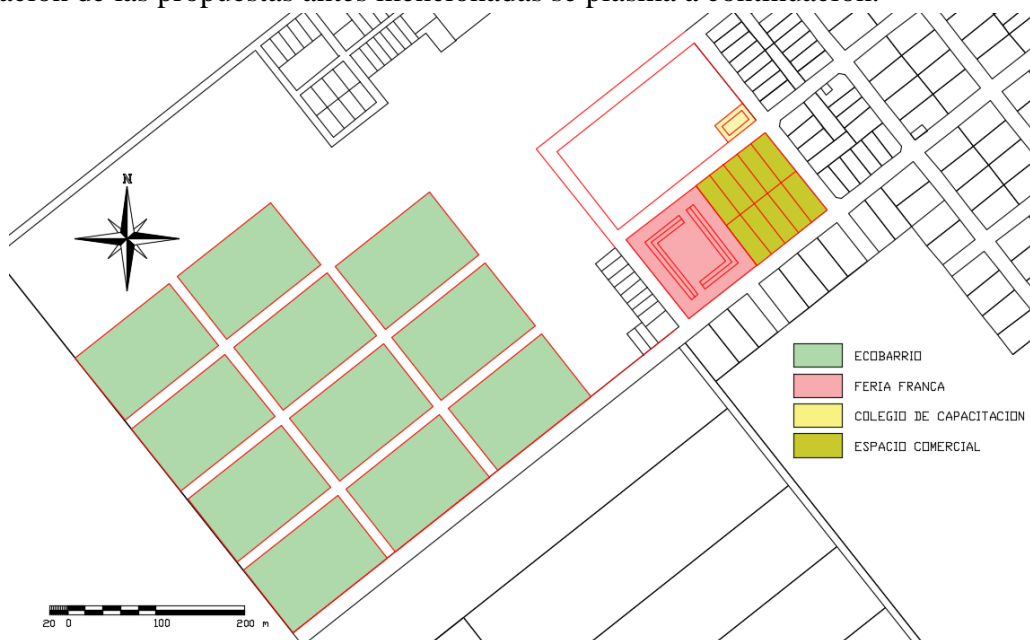 ación de las propuestas antes mencionadas se plasma a continuación.
N
ECOBARRIO
FERIA FRANCA
COLEGIO DE CAPACITACION
ESPACIO COMERCIAL
20 0 100 200 m